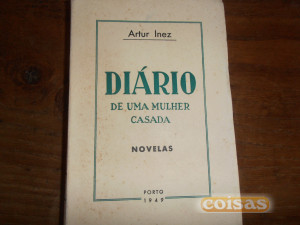 Artur Inez
DIÁRIO
DE UMA MULHER
CASADA
NOVELAS
PORTO
1949
coisas